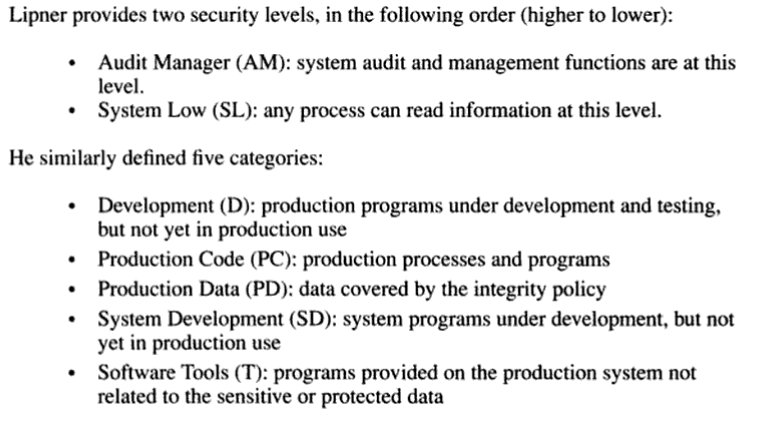 Lipner provides two security levels, in the following order (higher to lower):
• Audit Manager (AM): system audit and management functions are at this
level.
• System Low (SL): any process can read information at this level.
He similarly defined five categories:
• Development (D): production programs under development and testing,
but not yet in production use
• Production Code (PC): production processes and programs
• Production Data (PD): data covered by the integrity policy
• System Development (SD): system programs under development, but not
yet in production use
• Software Tools (T): programs provided on the production system not
related to the sensitive or protected data